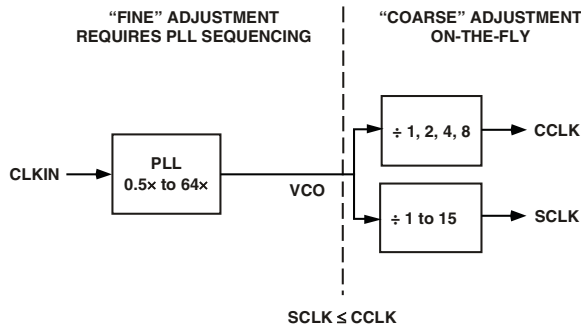 “FINE” ADJUSTMENT
REQUIRES PLL SEQUENCING
“COARSE” ADJUSTMENT
ON-THE-FLY
CLKIN
PLL
0.5× to 64×
VCO
÷ 1, 2, 4, 8
CCLK
÷ 1 to 15
SCLK
SCLK ≤ CCLK